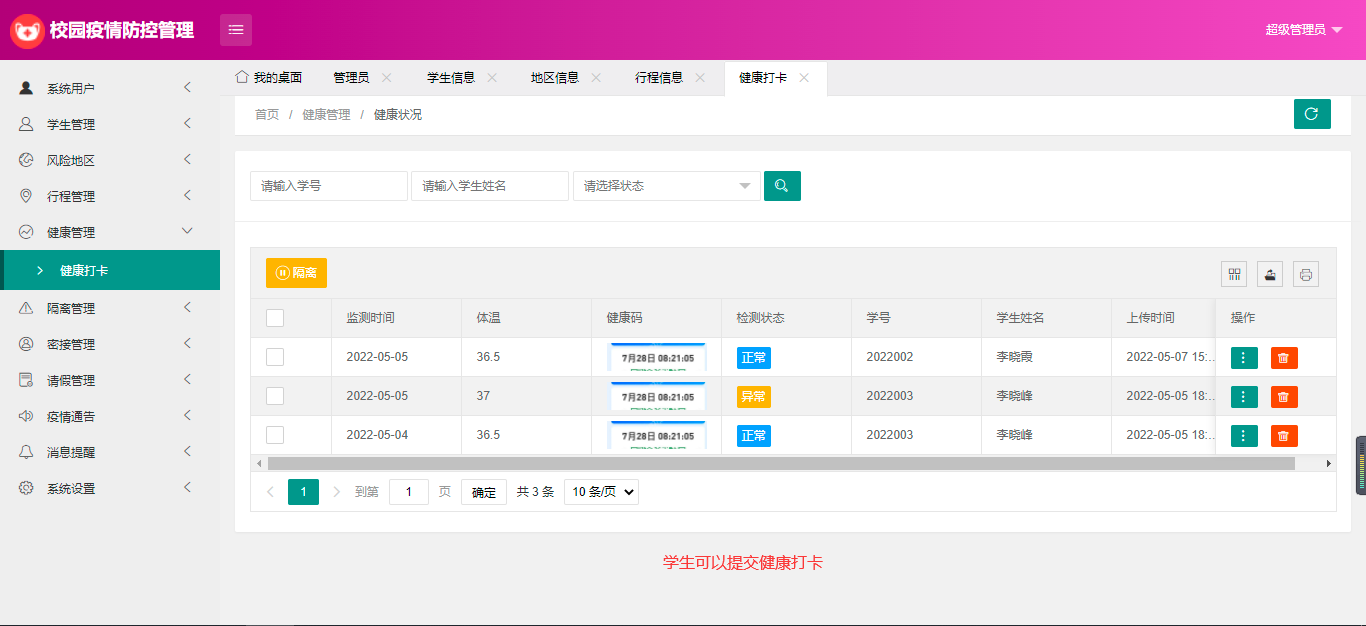 校园疫情防控管理
超级管理员
我的桌面 管理员 学生信息 地区信息 行程信息 健康打卡
系统用户
学生管理
风险地区
行程管理
健康管理
健康打卡
隔离管理
密接管理
请假管理
疫情通告
消息提醒
系统设置
首页 / 健康管理 / 健康状况
请输入学号 请输入学生姓名 请选择状态
隔离
监测时间 体温 健康码 检测状态 学号 学生姓名 上传时间 操作
2022-05-05 36.5 7月28日 08:21:05 正常 2022002 李晓霞 2022-05-07 15:...
2022-05-05 37 7月28日 08:21:05 异常 2022003 李晓峰 2022-05-05 18:...
2022-05-04 36.5 7月28日 08:21:05 正常 2022003 李晓峰 2022-05-05 18:...
1 到第 1 页 确定 共 3 条 10 条/页
学生可以提交健康打卡